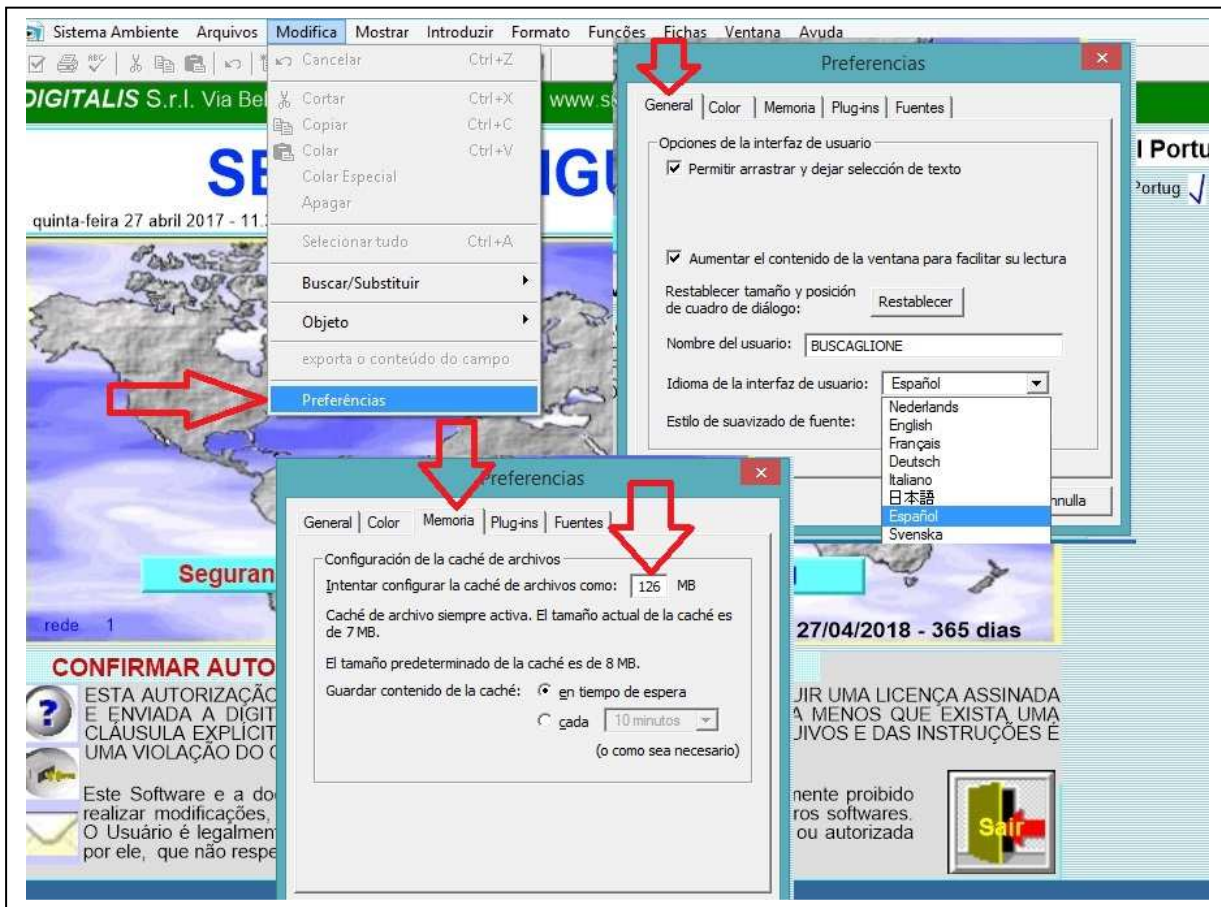 Sistema Ambiente Arquivos Modifica Mostrar Introduzir Formato Funções Fichas Ventana Ayuda
Cancelar Ctrl+Z
Cortar Ctrl+X
Copiar Ctrl+C
Colar Ctrl+V
Colar Especial
Apagar
Selecionar tudo Ctrl+A
Buscar/Substituir
Objeto
exporta o conteúdo do campo
Preferéncias
DIGITALIS S.r.l. Via Bel
www.s
quinta-feira 27 abril 2017 - 11.
Preferencias
General Color Memoria Plug-ins Fuentes
Opciones de la interfaz de usuario
Permitir arrastrar y dejar selección de texto
Aumentar el contenido de la ventana para facilitar su lectura
Restablecer tamaño y posición
de cuadro de diálogo:
Restablecer
Nombre del usuario: BUSCAGLIONE
Idioma de la interfaz de usuario: Español
Estilo de suavizado de fuente:
Nederlands
English
Français
Deutsch
Italiano
日本語
Español
Svenska
nnulla
l Portu
Portug
Preferencias
General Color Memoria Plug-ins Fuentes
Configuración de la caché de archivos
Intentar configurar la caché de archivos como: 126 MB
Caché de archivo siempre activa. El tamaño actual de la caché es
de 7 MB.
El tamaño predeterminado de la caché es de 8 MB.
Guardar contenido de la caché: en tiempo de espera
cada 10 minutos
(o como sea necesario)
Seguran
rede 1
27/04/2018 - 365 dias
CONFIRMAR AUTO
ESTA AUTORIZAÇÃO
E ENVIADA A DIGIT
CLÁUSULA EXPLÍCIT
UMA VIOLAÇÃO DO
UIR UMA LICENÇA ASSINADA
A MENOS QUE EXISTA UMA
UIVOS E DAS INSTRUÇÕES É
Este Software e a do
realizar modificações,
O Usuário é legalmen
por ele, que não respe
mente proibido
ros softwares.
ou autorizada
Sair